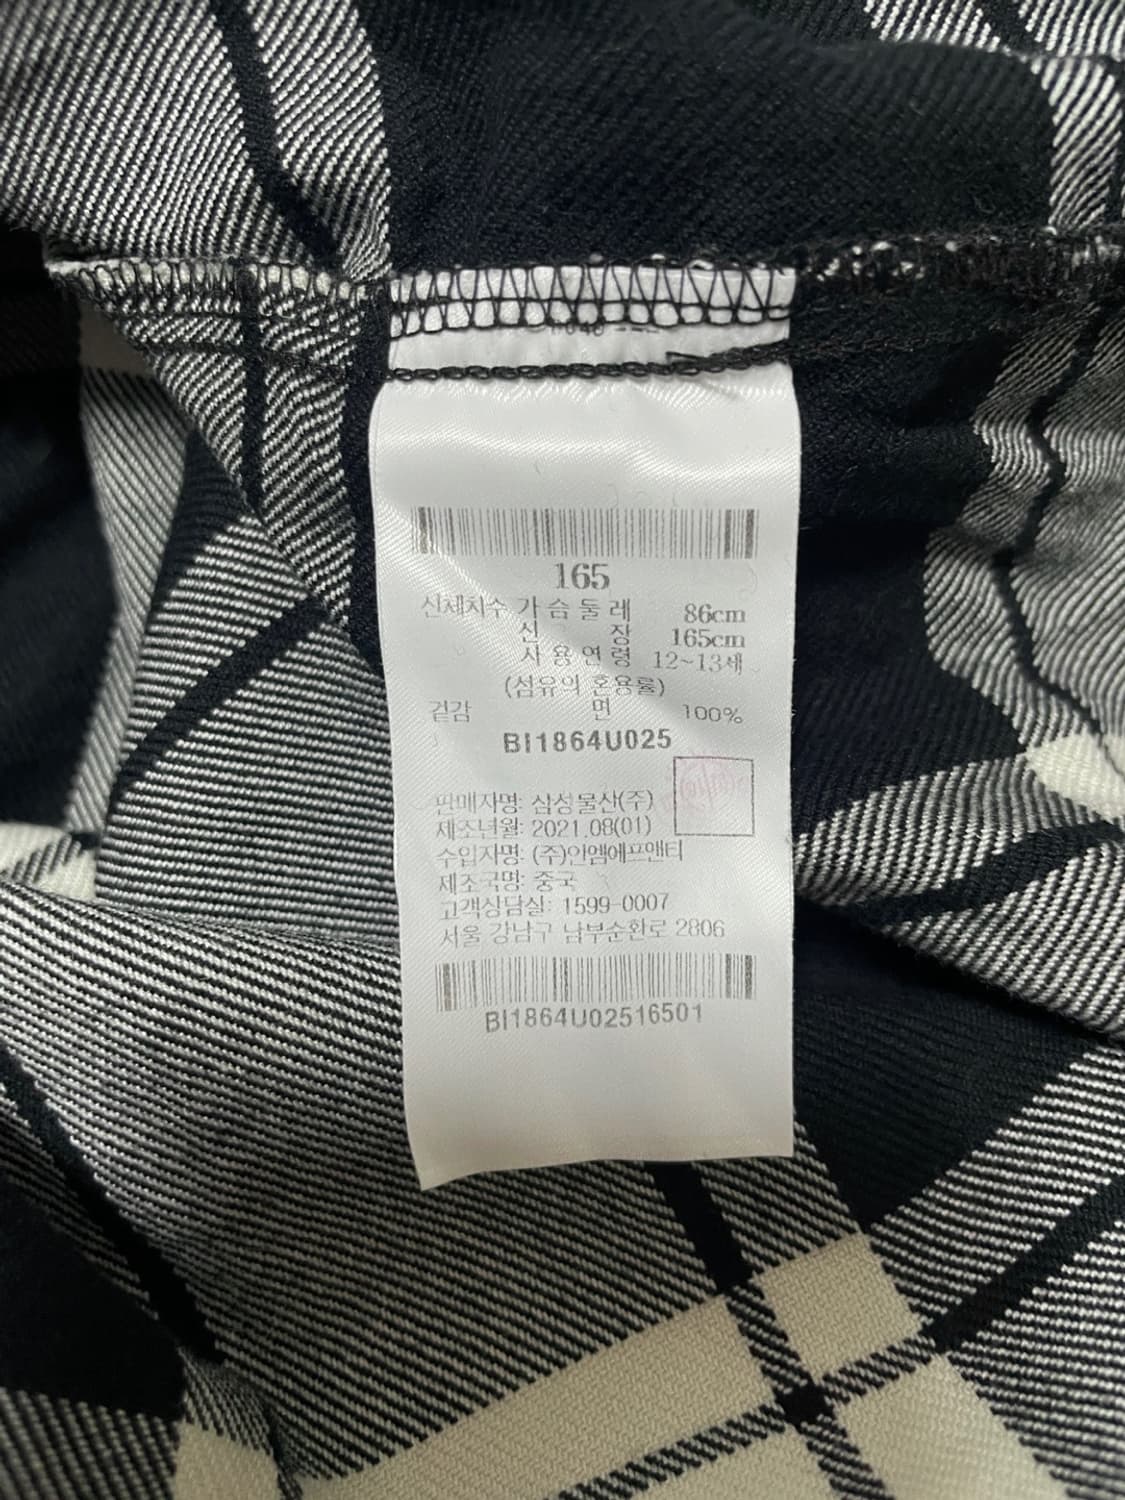 165
신체치수 가 슴 둘 레 86cm
신 장 165cm
사 용 연 령 12~13세
(섬유의 혼용률)
겉감 면 100%
BI1864U025
판매자명: 삼성물산(주)
제조년월: 2021.08(01)
수입자명: (주)인엠에프앤티
제조국명: 중국
고객상담실: 1599-0007
서울 강남구 남부순환로 2806
BI1864U02516501